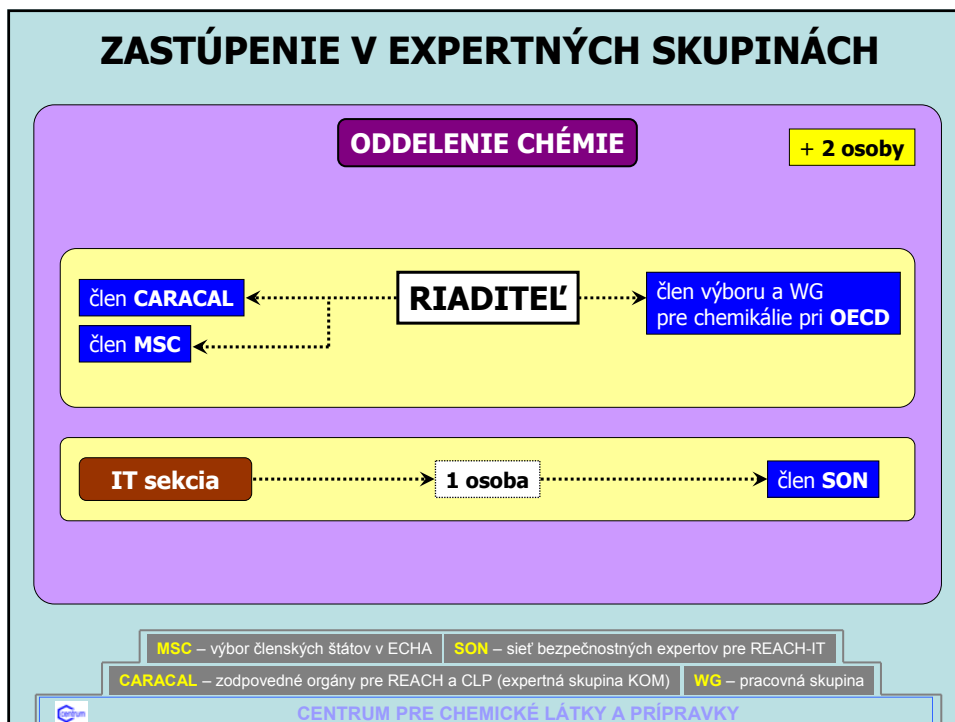 ZASTÚPENIE V EXPERTNÝCH SKUPINÁCH
ODDELENIE CHÉMIE
+ 2 osoby
člen CARACAL
RIADITEĽ
člen výboru a WG
pre chemikálie pri OECD
člen MSC
IT sekcia
1 osoba
člen SON
MSC – výbor členských štátov v ECHA
SON – sieť bezpečnostných expertov pre REACH-IT
CARACAL – zodpovedné orgány pre REACH a CLP (expertná skupina KOM)
WG – pracovná skupina
centrum
CENTRUM PRE CHEMICKÉ LÁTKY A PRÍPRAVKY